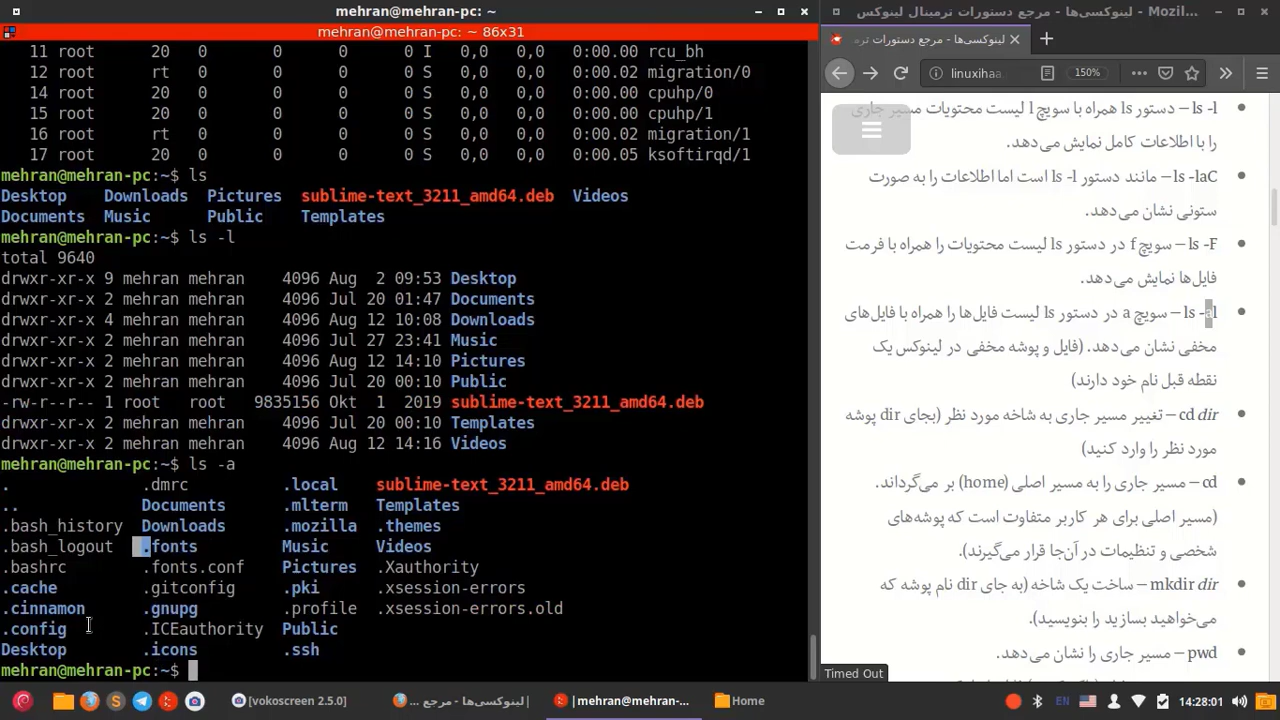 mehran@mehran-pc: ~
mehran@mehran-pc: ~ 86x31
11 root 20 0 0 0 0 I 0,0 0,0 0:00.00 rcu_bh
12 root rt 0 0 0 0 S 0,0 0,0 0:00.02 migration/0
14 root 20 0 0 0 0 S 0,0 0,0 0:00.00 cpuhp/0
15 root 20 0 0 0 0 S 0,0 0,0 0:00.00 cpuhp/1
16 root rt 0 0 0 0 S 0,0 0,0 0:00.02 migration/1
17 root 20 0 0 0 0 S 0,0 0,0 0:00.05 ksoftirqd/1
mehran@mehran-pc:~$ ls
Desktop Downloads Pictures sublime-text_3211_amd64.deb Videos
Documents Music Public Templates
mehran@mehran-pc:~$ ls -l
total 9640
drwxr-xr-x 9 mehran mehran 4096 Aug 2 09:53 Desktop
drwxr-xr-x 2 mehran mehran 4096 Jul 20 01:47 Documents
drwxr-xr-x 4 mehran mehran 4096 Aug 12 10:08 Downloads
drwxr-xr-x 2 mehran mehran 4096 Jul 27 23:41 Music
drwxr-xr-x 2 mehran mehran 4096 Aug 12 14:10 Pictures
drwxr-xr-x 2 mehran mehran 4096 Jul 20 00:10 Public
-rw-r--r-- 1 root root 9835156 Okt 1 2019 sublime-text_3211_amd64.deb
drwxr-xr-x 2 mehran mehran 4096 Jul 20 00:10 Templates
drwxr-xr-x 2 mehran mehran 4096 Aug 12 14:16 Videos
mehran@mehran-pc:~$ ls -a
. .dmrc .local sublime-text_3211_amd64.deb
.. Documents .mlterm Templates
.bash_history Downloads .mozilla .themes
.bash_logout .fonts Music Videos
.bashrc .fonts.conf Pictures .Xauthority
.cache .gitconfig .pki .xsession-errors
.cinnamon .gnupg .profile .xsession-errors.old
.config .ICEauthority Public
Desktop .icons .ssh
mehran@mehran-pc:~$
لینوکسی‌ها - مرجع دستورات ترمینال لینوکس - Mozil...
لینوکسی‌ها - مرجع دستورات ترم
linuxihaa 150%
ls -l – دستور ls همراه با سویچ l لیست محتویات مسیر جاری
را با اطلاعات کامل نمایش می‌دهد.
ls -laC – مانند دستور ls -l است اما اطلاعات را به صورت
ستونی نشان می‌دهد.
ls -F – سویچ f در دستور ls لیست محتویات را همراه با فرمت
فایل‌ها نمایش می‌دهد.
ls -al – سویچ a در دستور ls لیست فایل‌ها را همراه با فایل‌های
مخفی نشان می‌دهد. (فایل و پوشه مخفی در لینوکس یک
نقطه قبل نام خود دارند)
cd dir – تغییر مسیر جاری به شاخه مورد نظر (بجای dir پوشه
مورد نظر را وارد کنید)
cd – مسیر جاری را به مسیر اصلی (home) بر می‌گرداند.
(مسیر اصلی برای هر کاربر متفاوت است که پوشه‌های
شخصی و تنظیمات در آن‌جا قرار می‌گیرند).
mkdir dir – ساخت یک شاخه (به جای dir نام پوشه که
می‌خواهید بسازید را بنویسید).
pwd – مسیر جاری را نشان می‌دهد.
Timed Out
[vokoscreen 2.5.0]
[لینوکسی‌ها - مرجع ...
mehran@mehran-pc: ~...
Home
EN
14:28:01